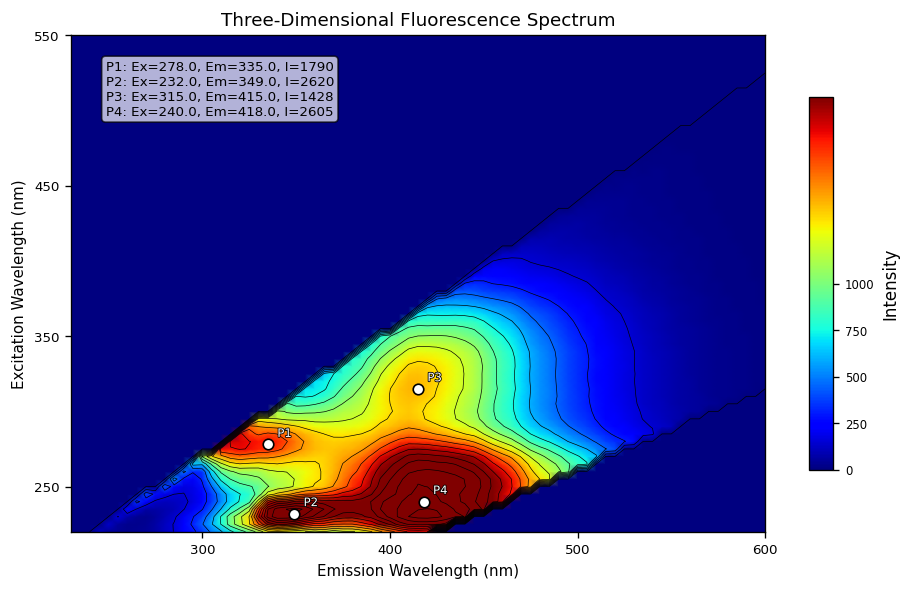 Three-Dimensional Fluorescence Spectrum
P1: Ex=278.0, Em=335.0, I=1790
P2: Ex=232.0, Em=349.0, I=2620
P3: Ex=315.0, Em=415.0, I=1428
P4: Ex=240.0, Em=418.0, I=2605
550
450
350
250
Excitation Wavelength (nm)
P3
P1
P4
P2
300
400
500
600
Emission Wavelength (nm)
1000
750
500
250
0
Intensity